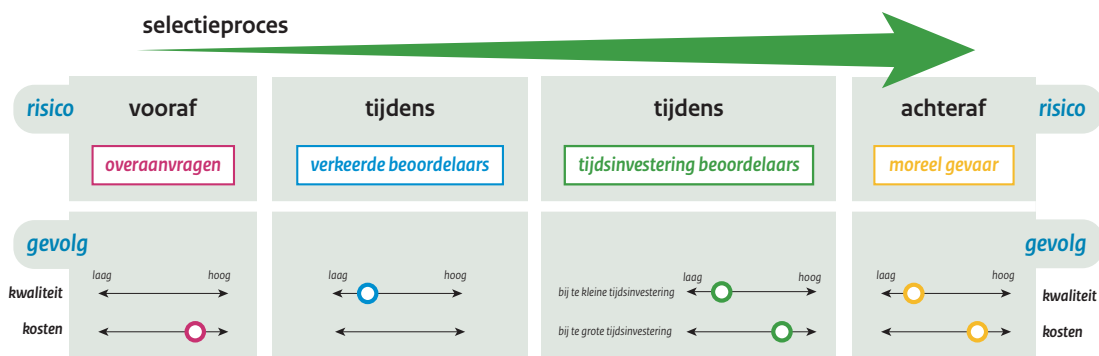 selectieproces
risico
vooraf
tijdens
tijdens
achteraf
risico
overaanvragen
verkeerde beoordelaars
tijdsinvestering beoordelaars
moreel gevaar
gevolg
gevolg
laag hoog
laag hoog
laag hoog
laag hoog
kwaliteit
bij te kleine tijdsinvestering
kwaliteit
kosten
bij te grote tijdsinvestering
kosten